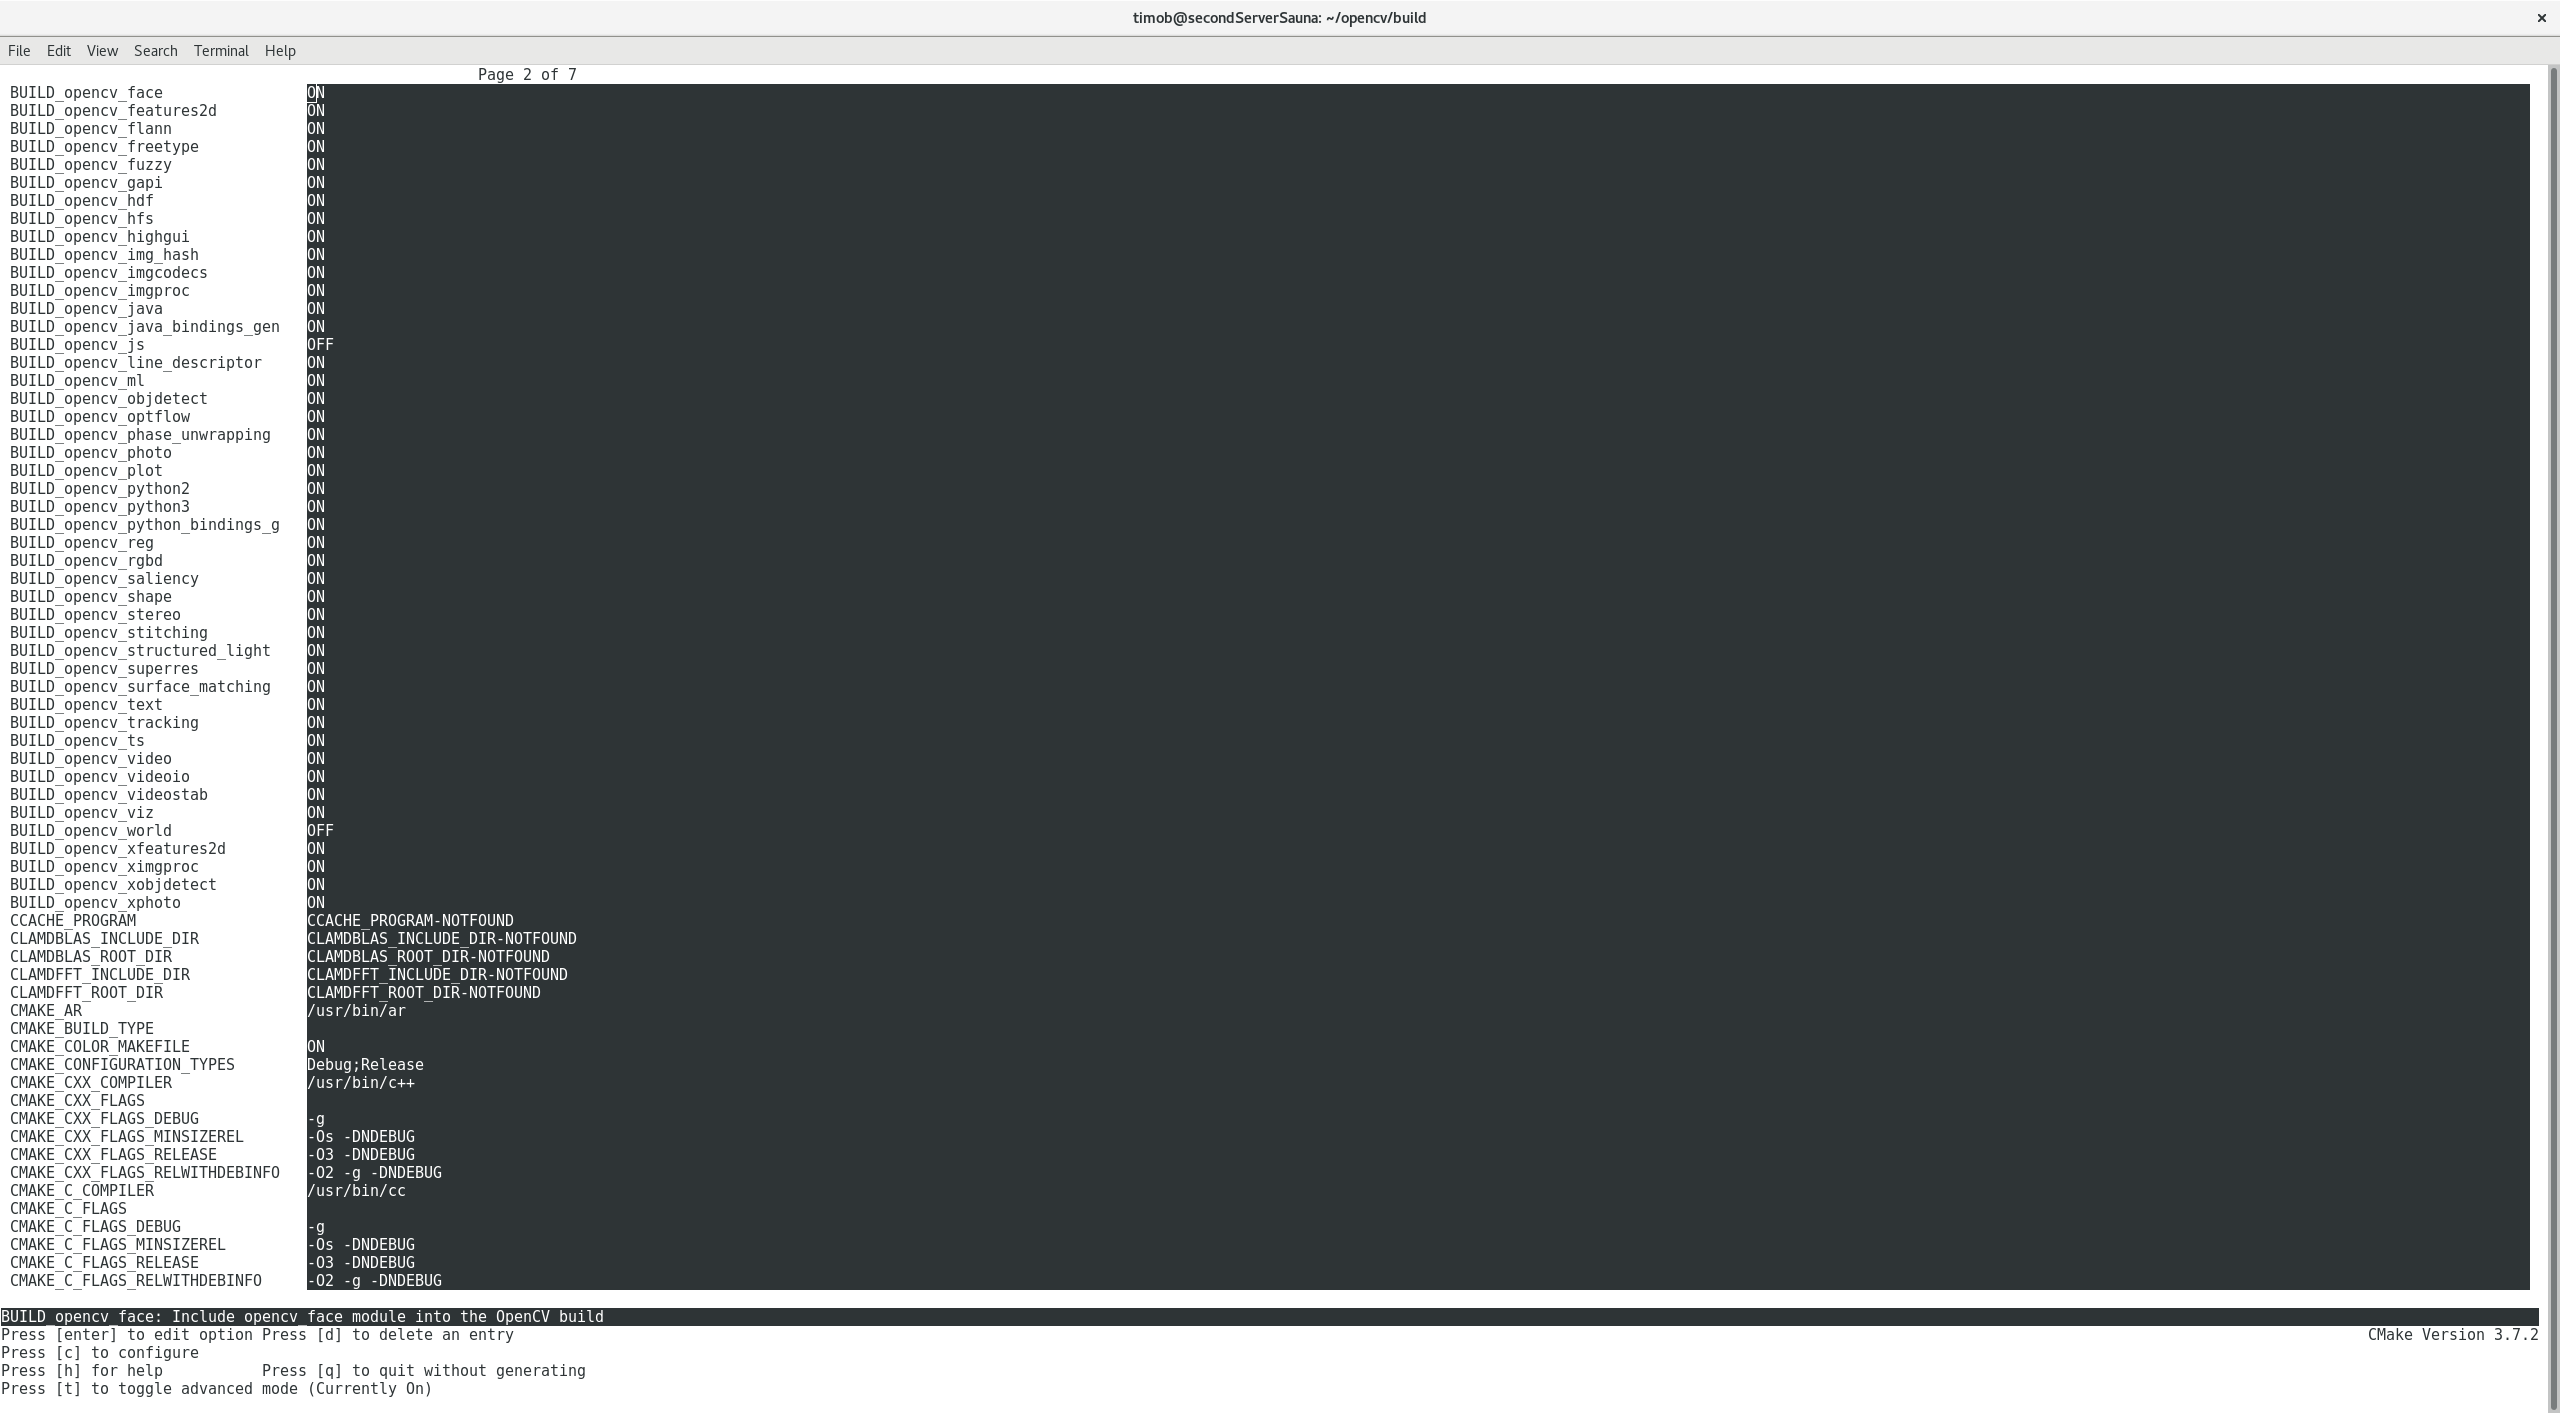 timob@secondServerSauna: ~/opencv/build ×
File Edit View Search Terminal Help
Page 2 of 7
BUILD_opencv_face ON
BUILD_opencv_features2d ON
BUILD_opencv_flann ON
BUILD_opencv_freetype ON
BUILD_opencv_fuzzy ON
BUILD_opencv_gapi ON
BUILD_opencv_hdf ON
BUILD_opencv_hfs ON
BUILD_opencv_highgui ON
BUILD_opencv_img_hash ON
BUILD_opencv_imgcodecs ON
BUILD_opencv_imgproc ON
BUILD_opencv_java ON
BUILD_opencv_java_bindings_gen ON
BUILD_opencv_js OFF
BUILD_opencv_line_descriptor ON
BUILD_opencv_ml ON
BUILD_opencv_objdetect ON
BUILD_opencv_optflow ON
BUILD_opencv_phase_unwrapping ON
BUILD_opencv_photo ON
BUILD_opencv_plot ON
BUILD_opencv_python2 ON
BUILD_opencv_python3 ON
BUILD_opencv_python_bindings_g ON
BUILD_opencv_reg ON
BUILD_opencv_rgbd ON
BUILD_opencv_saliency ON
BUILD_opencv_shape ON
BUILD_opencv_stereo ON
BUILD_opencv_stitching ON
BUILD_opencv_structured_light ON
BUILD_opencv_superres ON
BUILD_opencv_surface_matching ON
BUILD_opencv_text ON
BUILD_opencv_tracking ON
BUILD_opencv_ts ON
BUILD_opencv_video ON
BUILD_opencv_videoio ON
BUILD_opencv_videostab ON
BUILD_opencv_viz ON
BUILD_opencv_world OFF
BUILD_opencv_xfeatures2d ON
BUILD_opencv_ximgproc ON
BUILD_opencv_xobjdetect ON
BUILD_opencv_xphoto ON
CCACHE_PROGRAM CCACHE_PROGRAM-NOTFOUND
CLAMDBLAS_INCLUDE_DIR CLAMDBLAS_INCLUDE_DIR-NOTFOUND
CLAMDBLAS_ROOT_DIR CLAMDBLAS_ROOT_DIR-NOTFOUND
CLAMDFFT_INCLUDE_DIR CLAMDFFT_INCLUDE_DIR-NOTFOUND
CLAMDFFT_ROOT_DIR CLAMDFFT_ROOT_DIR-NOTFOUND
CMAKE_AR /usr/bin/ar
CMAKE_BUILD_TYPE
CMAKE_COLOR_MAKEFILE ON
CMAKE_CONFIGURATION_TYPES Debug;Release
CMAKE_CXX_COMPILER /usr/bin/c++
CMAKE_CXX_FLAGS
CMAKE_CXX_FLAGS_DEBUG -g
CMAKE_CXX_FLAGS_MINSIZEREL -Os -DNDEBUG
CMAKE_CXX_FLAGS_RELEASE -O3 -DNDEBUG
CMAKE_CXX_FLAGS_RELWITHDEBINFO -O2 -g -DNDEBUG
CMAKE_C_COMPILER /usr/bin/cc
CMAKE_C_FLAGS
CMAKE_C_FLAGS_DEBUG -g
CMAKE_C_FLAGS_MINSIZEREL -Os -DNDEBUG
CMAKE_C_FLAGS_RELEASE -O3 -DNDEBUG
CMAKE_C_FLAGS_RELWITHDEBINFO -O2 -g -DNDEBUG
BUILD_opencv_face: Include opencv_face module into the OpenCV build
Press [enter] to edit option Press [d] to delete an entry CMake Version 3.7.2
Press [c] to configure
Press [h] for help Press [q] to quit without generating
Press [t] to toggle advanced mode (Currently On)